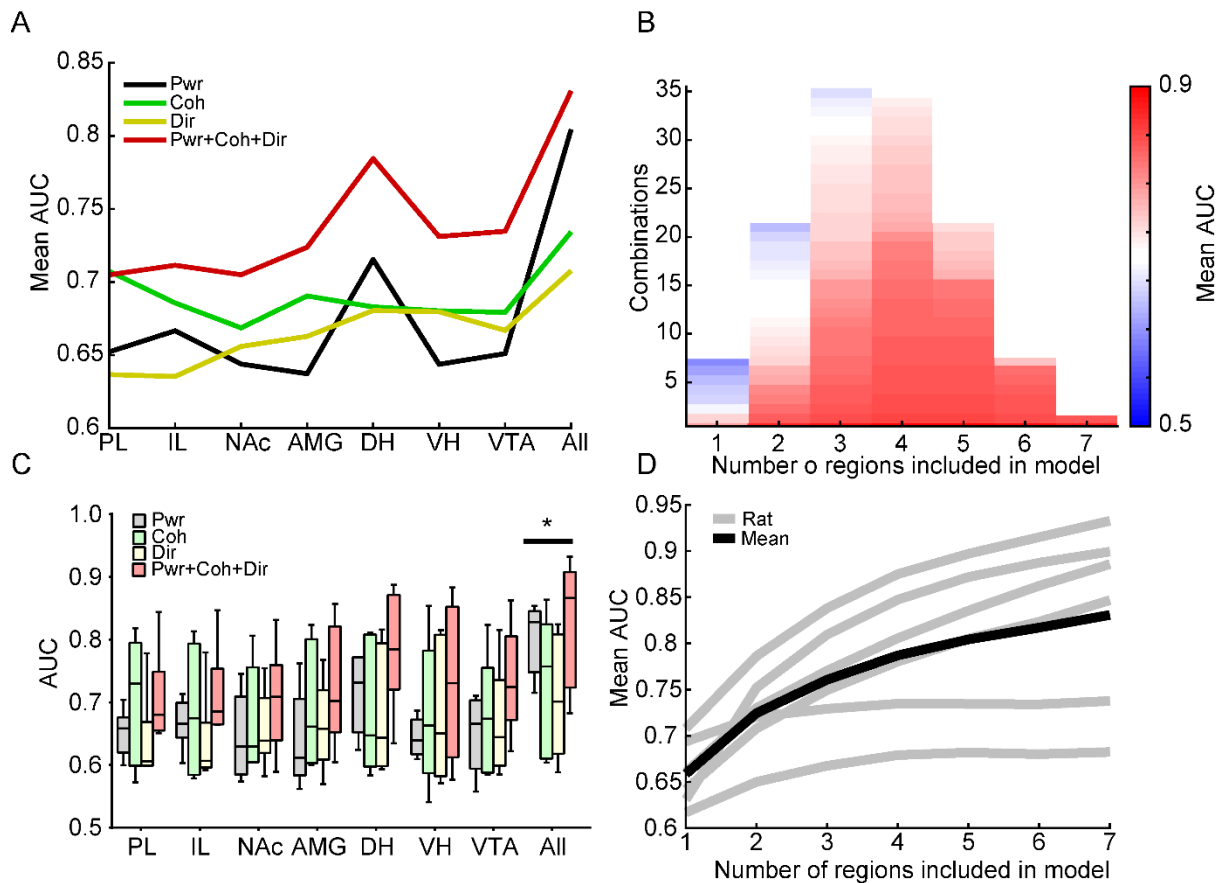 A
0.85
0.8
0.75
0.7
0.65
0.6
Mean AUC
Pwr
Coh
Dir
Pwr+Coh+Dir
PL IL NAc AMG DH VH VTA All
B
35
30
25
20
15
10
5
Combinations
1 2 3 4 5 6 7
Number o regions included in model
0.9
0.5
Mean AUC
C
1.0
0.9
0.8
0.7
0.6
0.5
AUC
Pwr
Coh
Dir
Pwr+Coh+Dir
*
PL IL NAc AMG DH VH VTA All
D
0.95
0.9
0.85
0.8
0.75
0.7
0.65
0.6
Mean AUC
Rat
Mean
1 2 3 4 5 6 7
Number of regions included in model